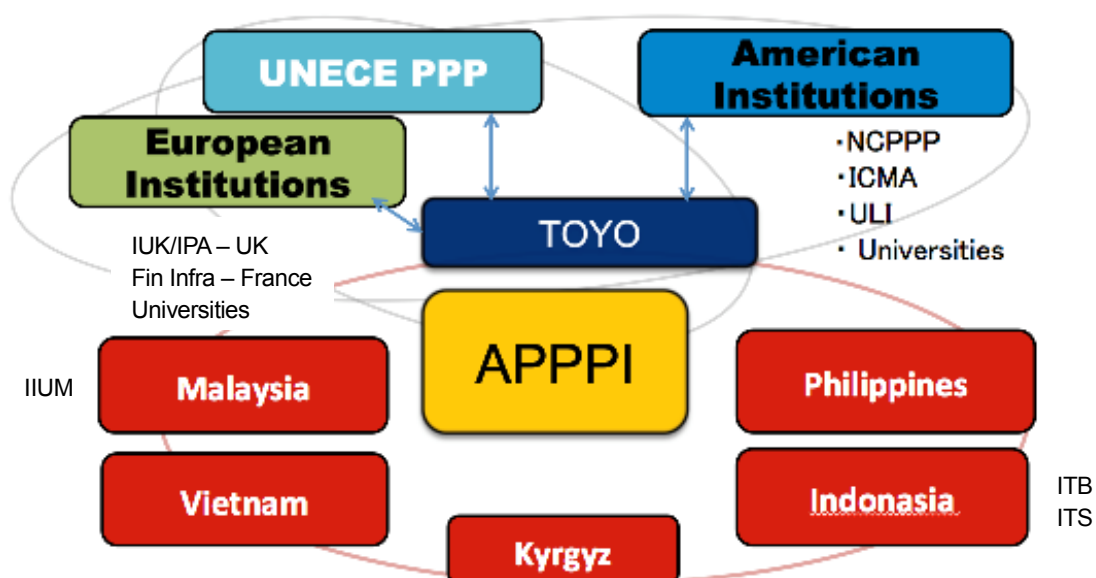 UNECE PPP
American
Institutions
European
Institutions
・NCPPP
・ICMA
・ULI
・ Universities
TOYO
IUK/IPA – UK
Fin Infra – France
Universities
APPPI
IIUM
Malaysia
Philippines
Vietnam
Indonasia
ITB
ITS
Kyrgyz